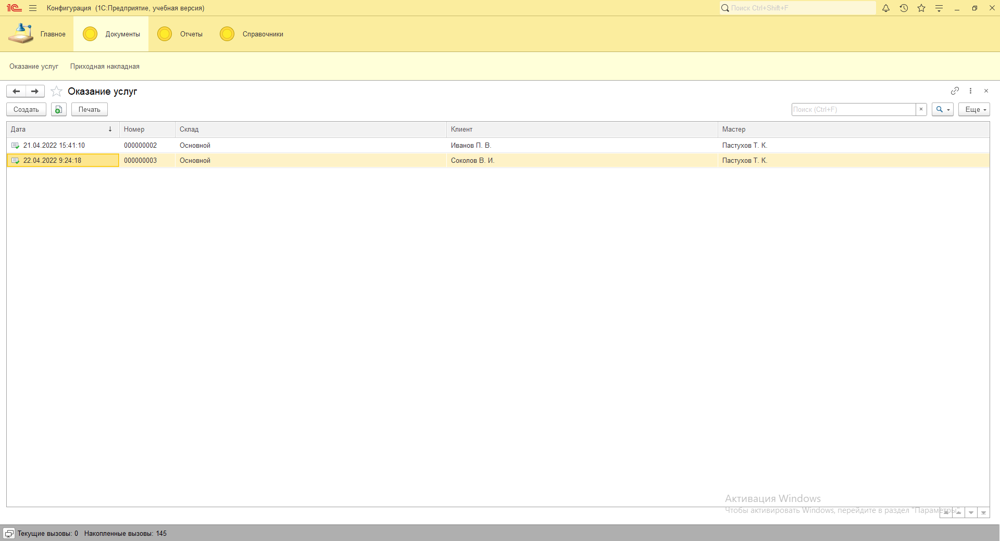 1С Конфигурация (1С:Предприятие, учебная версия) Поиск Ctrl+Shift+F
Главное Документы Отчеты Справочники
Оказание услуг Приходная накладная
Оказание услуг
Создать Печать Поиск (Ctrl+F) × Еще
Дата ↓ Номер Склад Клиент Мастер
21.04.2022 15:41:10 000000002 Основной Иванов П. В. Пастухов Т. К.
22.04.2022 9:24:18 000000003 Основной Соколов В. И. Пастухов Т. К.
Активация Windows
Чтобы активировать Windows, перейдите в раздел "Параметры".
Текущие вызовы: 0 Накопленные вызовы: 145